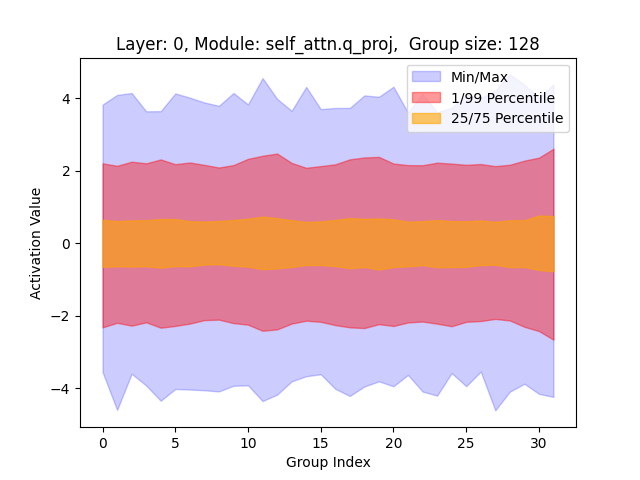 Layer: 0, Module: self_attn.q_proj,  Group size: 128
Min/Max
1/99 Percentile
25/75 Percentile
Activation Value
4
2
0
−2
−4
0 5 10 15 20 25 30
Group Index